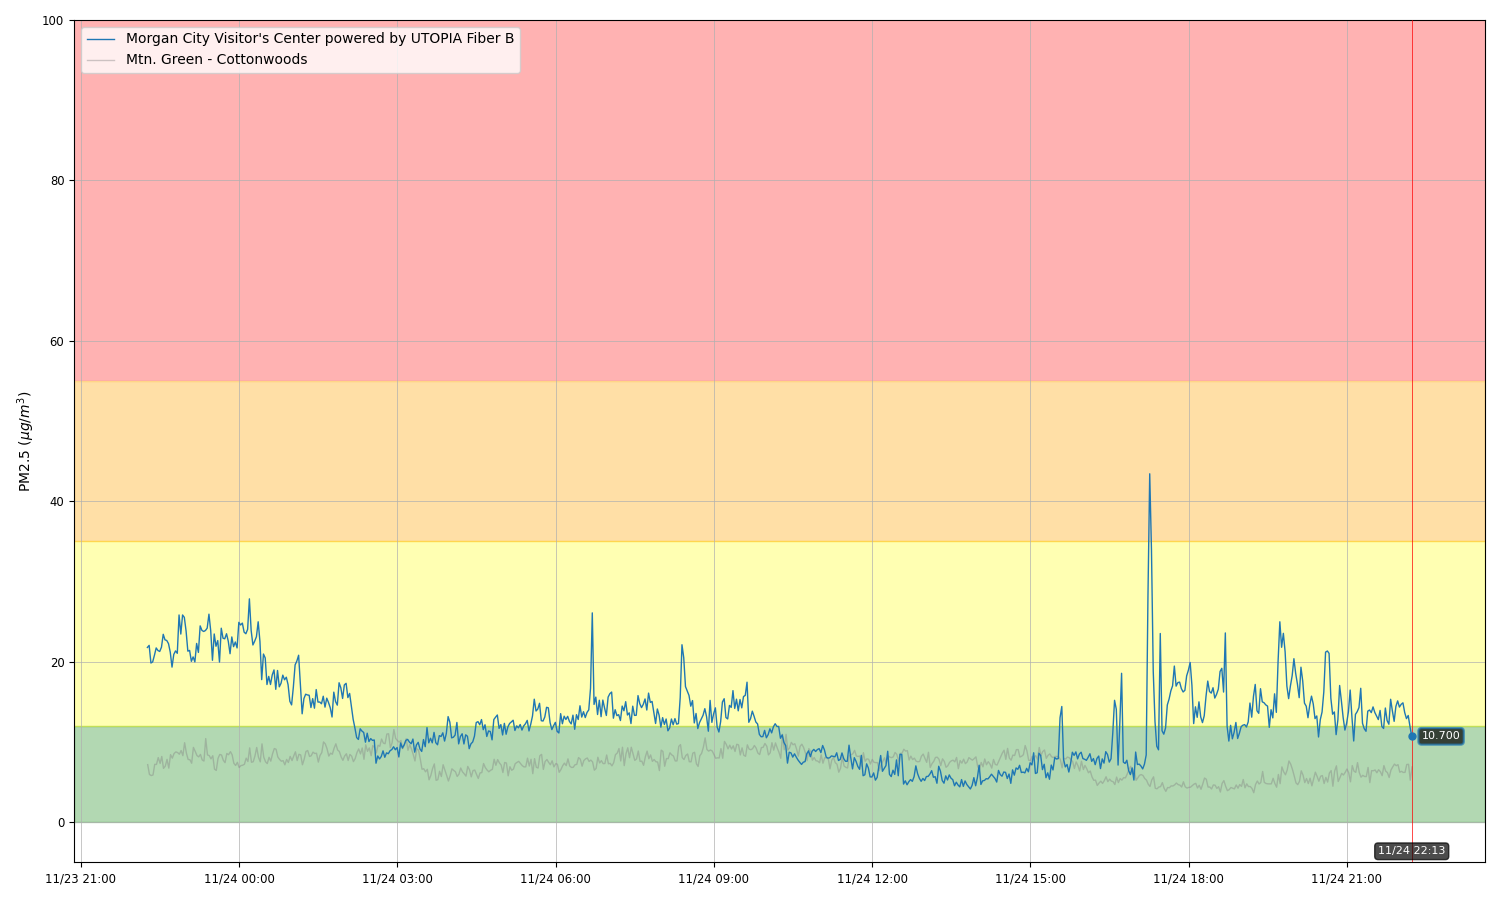 100
80
60
40
20
0
PM2.5 (μg/m³)
Morgan City Visitor's Center powered by UTOPIA Fiber B
Mtn. Green - Cottonwoods
10.700
11/24 22:13
11/23 21:00 11/24 00:00 11/24 03:00 11/24 06:00 11/24 09:00 11/24 12:00 11/24 15:00 11/24 18:00 11/24 21:00